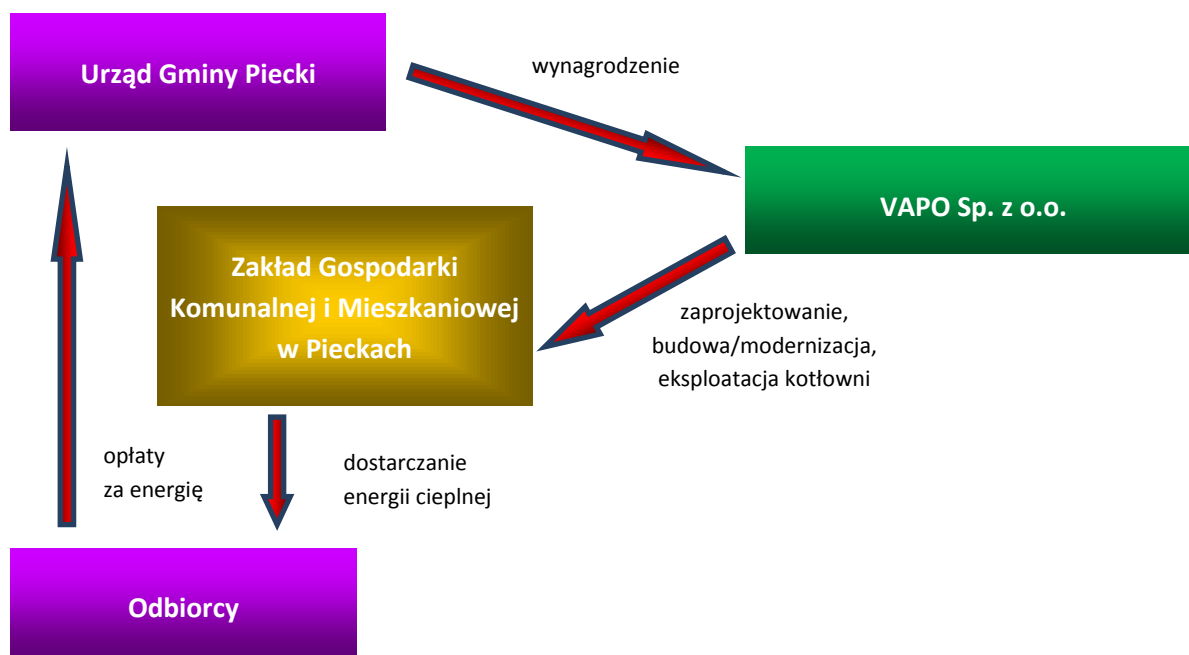 Urząd Gminy Piecki
wynagrodzenie
VAPO Sp. z o.o.
Zakład Gospodarki
Komunalnej i Mieszkaniowej
w Pieckach
zaprojektowanie,
budowa/modernizacja,
eksploatacja kotłowni
opłaty
za energię
dostarczanie
energii cieplnej
Odbiorcy